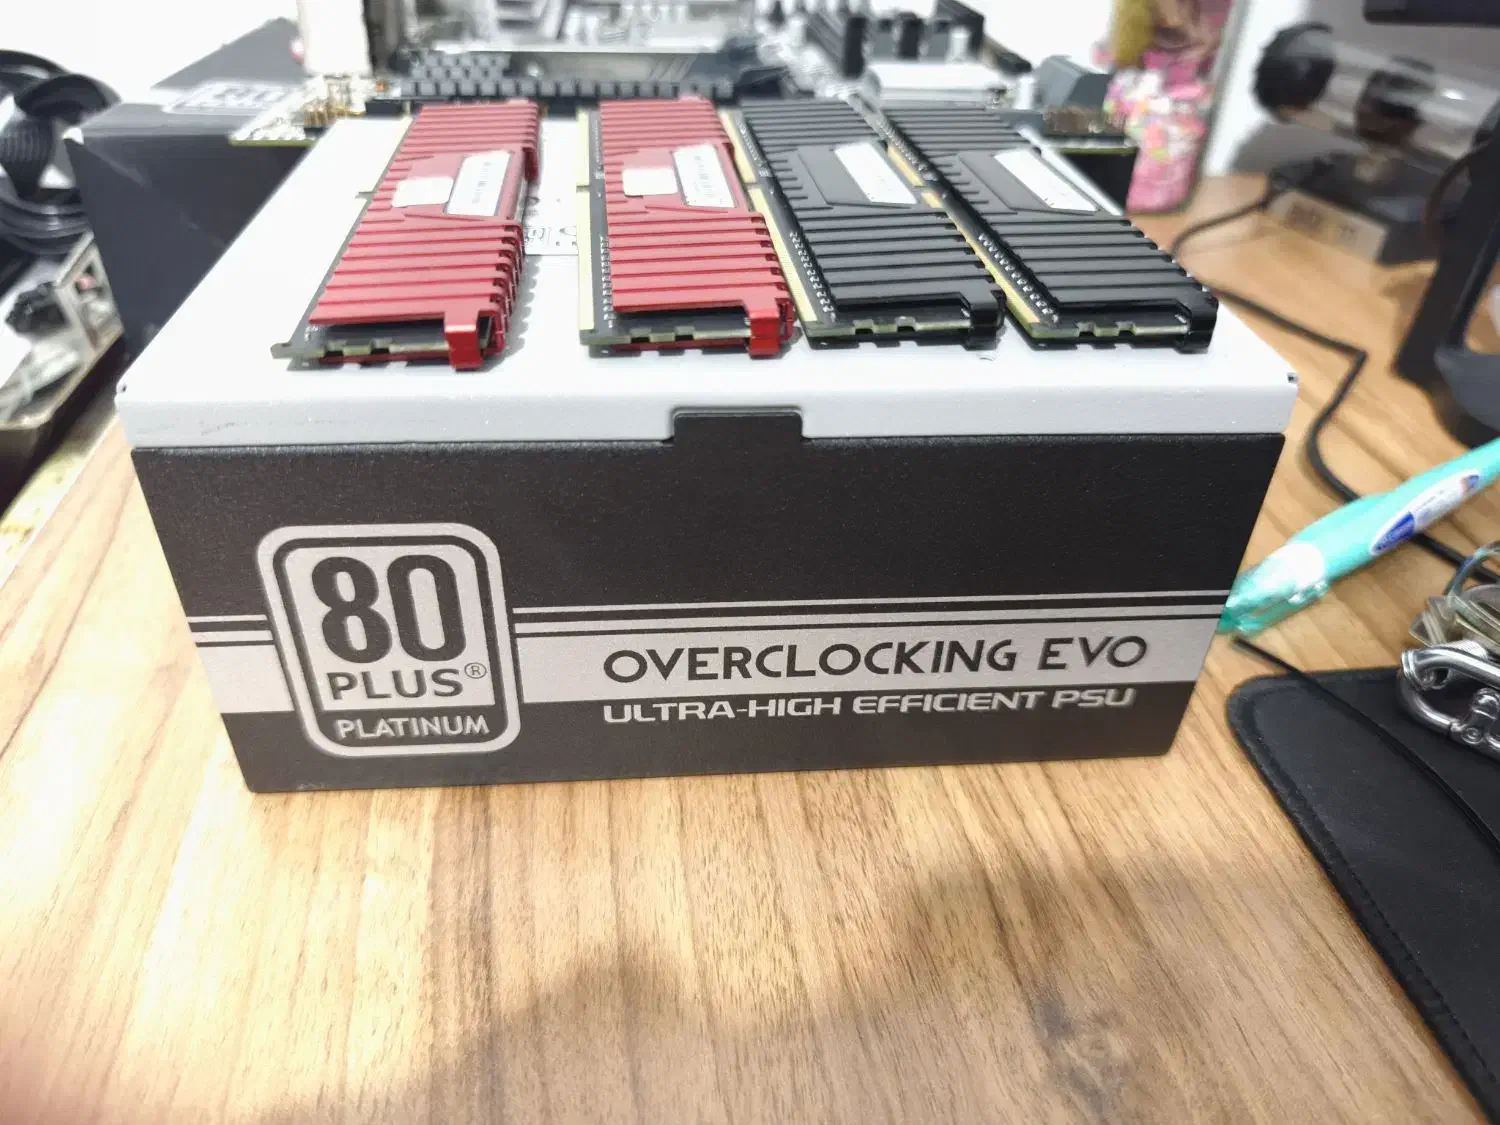 80
PLUS®
PLATINUM
OVERCLOCKING EVO
ULTRA-HIGH EFFICIENT PSU